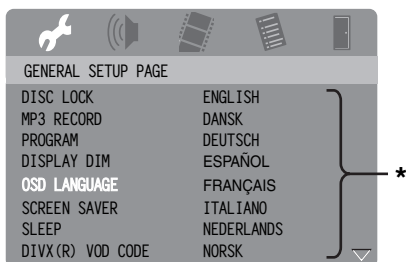 GENERAL SETUP PAGE
DISC LOCK ENGLISH
MP3 RECORD DANSK
PROGRAM DEUTSCH
DISPLAY DIM ESPAÑOL
OSD LANGUAGE FRANÇAIS
SCREEN SAVER ITALIANO
SLEEP NEDERLANDS
DIVX(R) VOD CODE NORSK
*